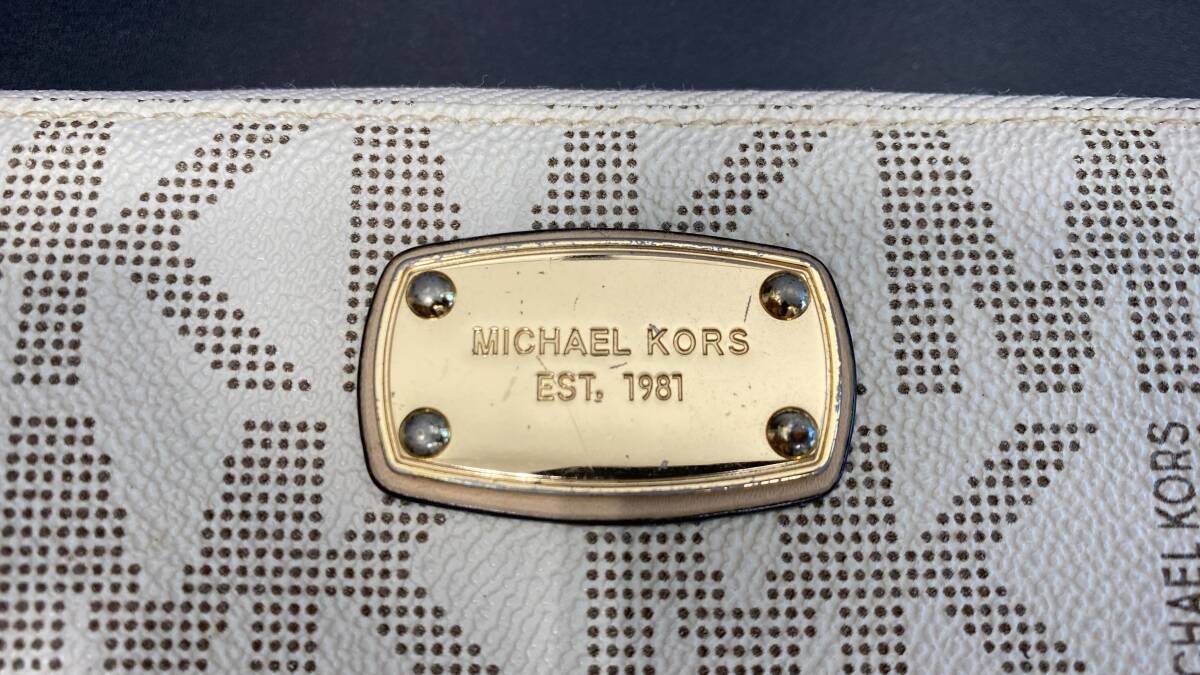 MICHAEL KORS
EST. 1981
CHAEL KORS